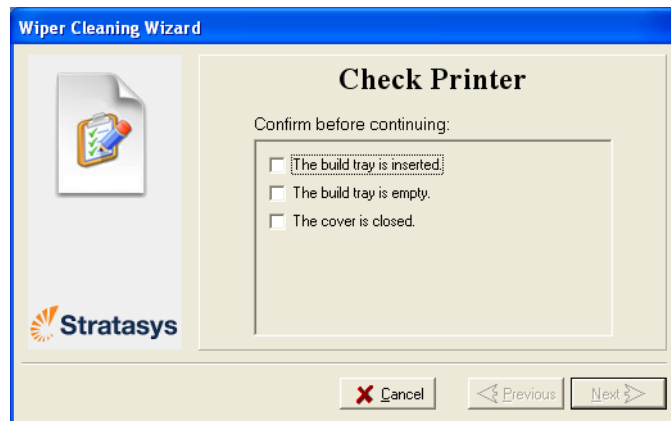 Wiper Cleaning Wizard
Check Printer
Confirm before continuing:
The build tray is inserted.
The build tray is empty.
The cover is closed.
Stratasys
Cancel
Previous
Next